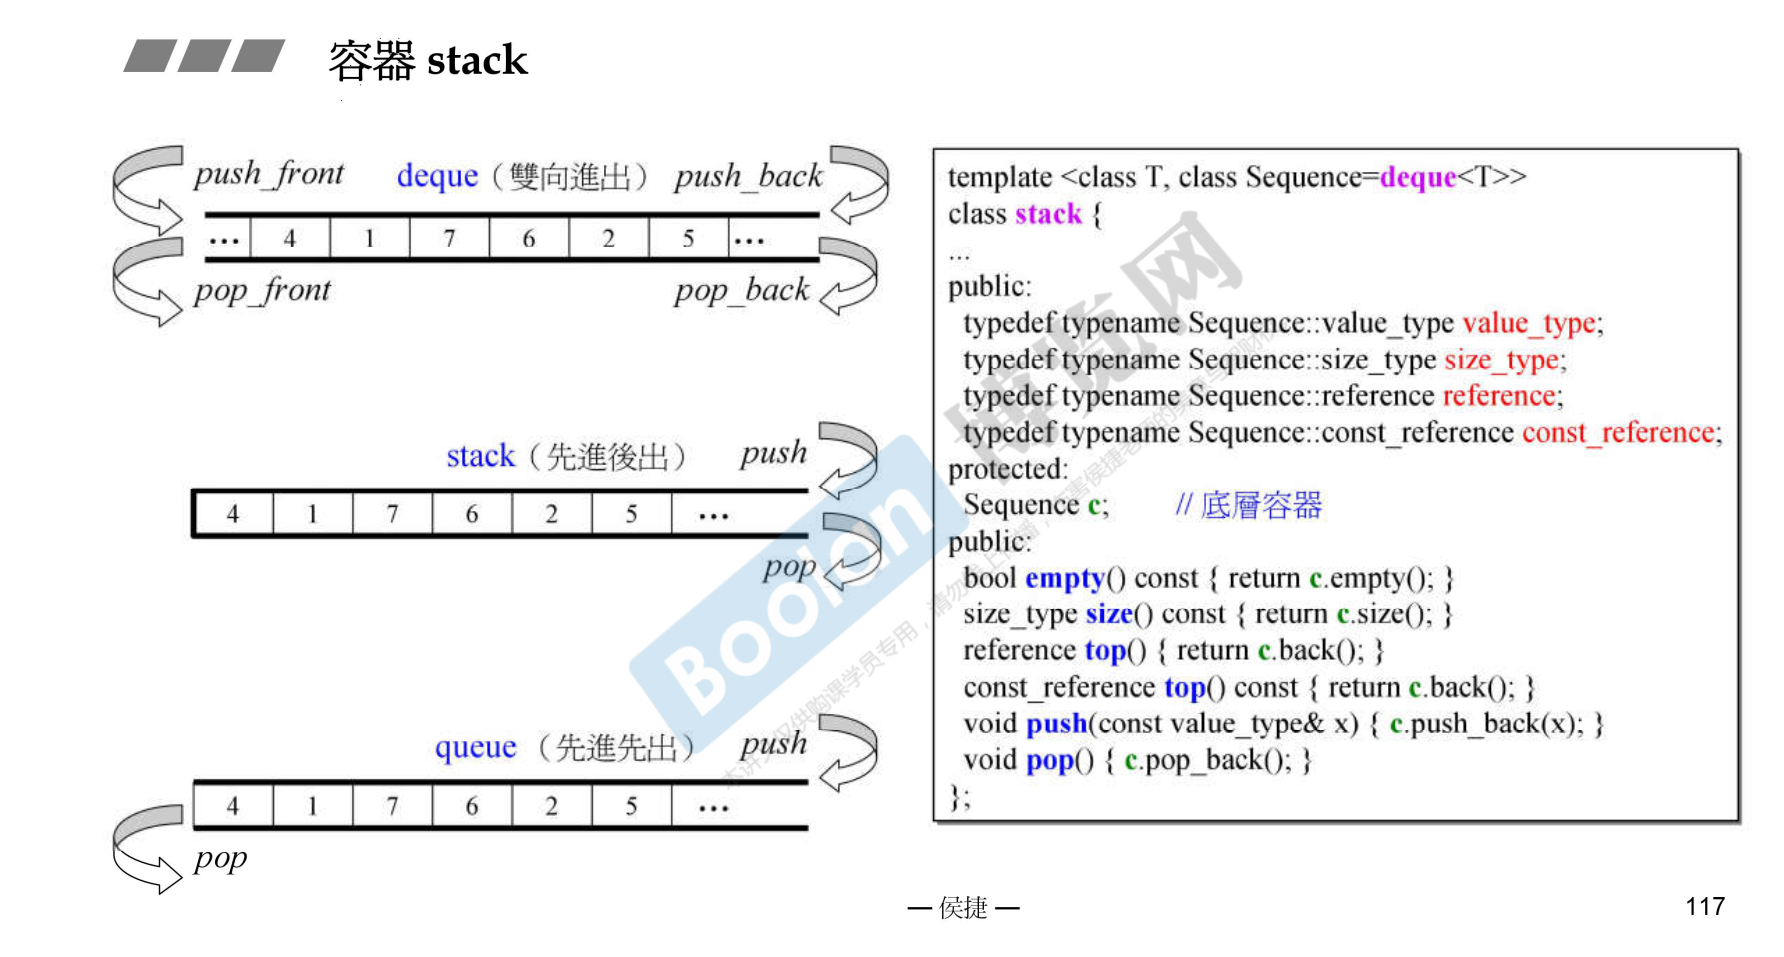 容器 stack
push_front deque（雙向進出） push_back
... 4 1 7 6 2 5 ...
pop_front pop_back
stack（先進後出） push
4 1 7 6 2 5 ...
pop
queue （先進先出） push
4 1 7 6 2 5 ...
pop
template <class T, class Sequence=deque<T>>
class stack {
...
public:
typedef typename Sequence::value_type value_type;
typedef typename Sequence::size_type size_type;
typedef typename Sequence::reference reference;
typedef typename Sequence::const_reference const_reference;
protected:
Sequence c; // 底層容器
public:
bool empty() const { return c.empty(); }
size_type size() const { return c.size(); }
reference top() { return c.back(); }
const_reference top() const { return c.back(); }
void push(const value_type& x) { c.push_back(x); }
void pop() { c.pop_back(); }
};
Boolan 博览网
— 侯捷 —
117